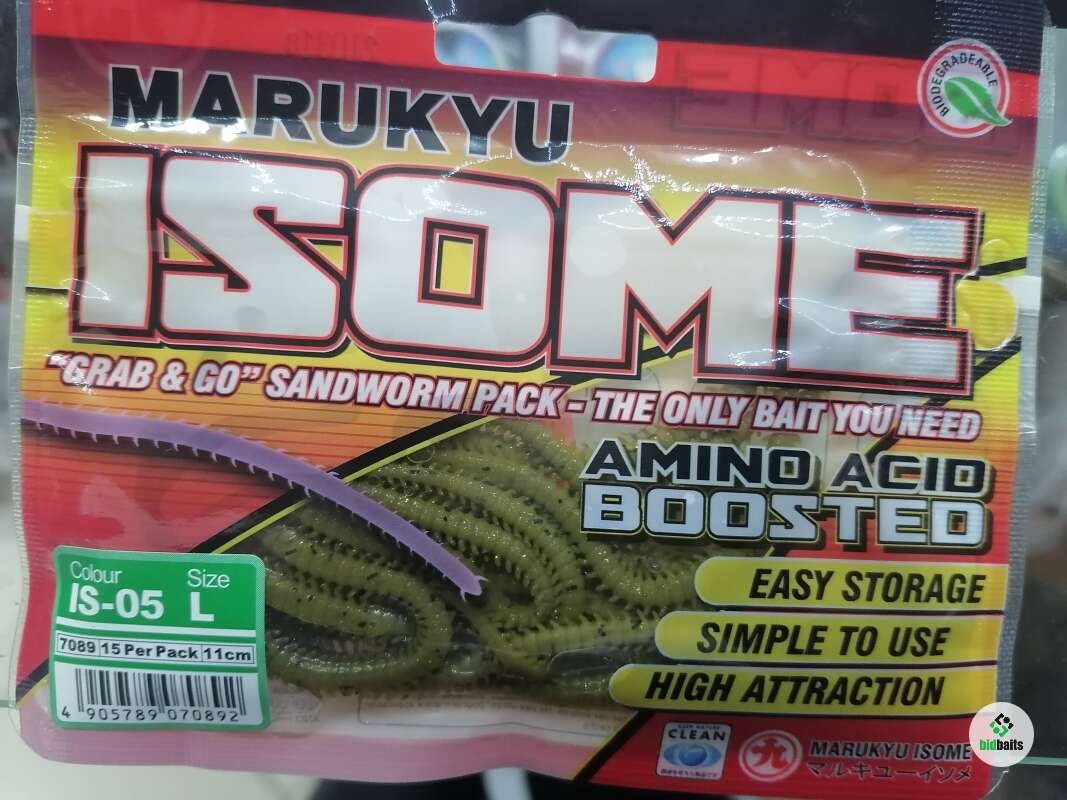 BIODEGRADEABLE
MARUKYU
ISOME
"GRAB & GO" SANDWORM PACK - THE ONLY BAIT YOU NEED
AMINO ACID
BOOSTED
EASY STORAGE
SIMPLE TO USE
HIGH ATTRACTION
Colour Size
IS-05 L
7089 15 Per Pack 11cm
4 905789 070892
KEEP NATURE
CLEAN
MARUKYU ISOME
マルキユーイソメ
bidbaits